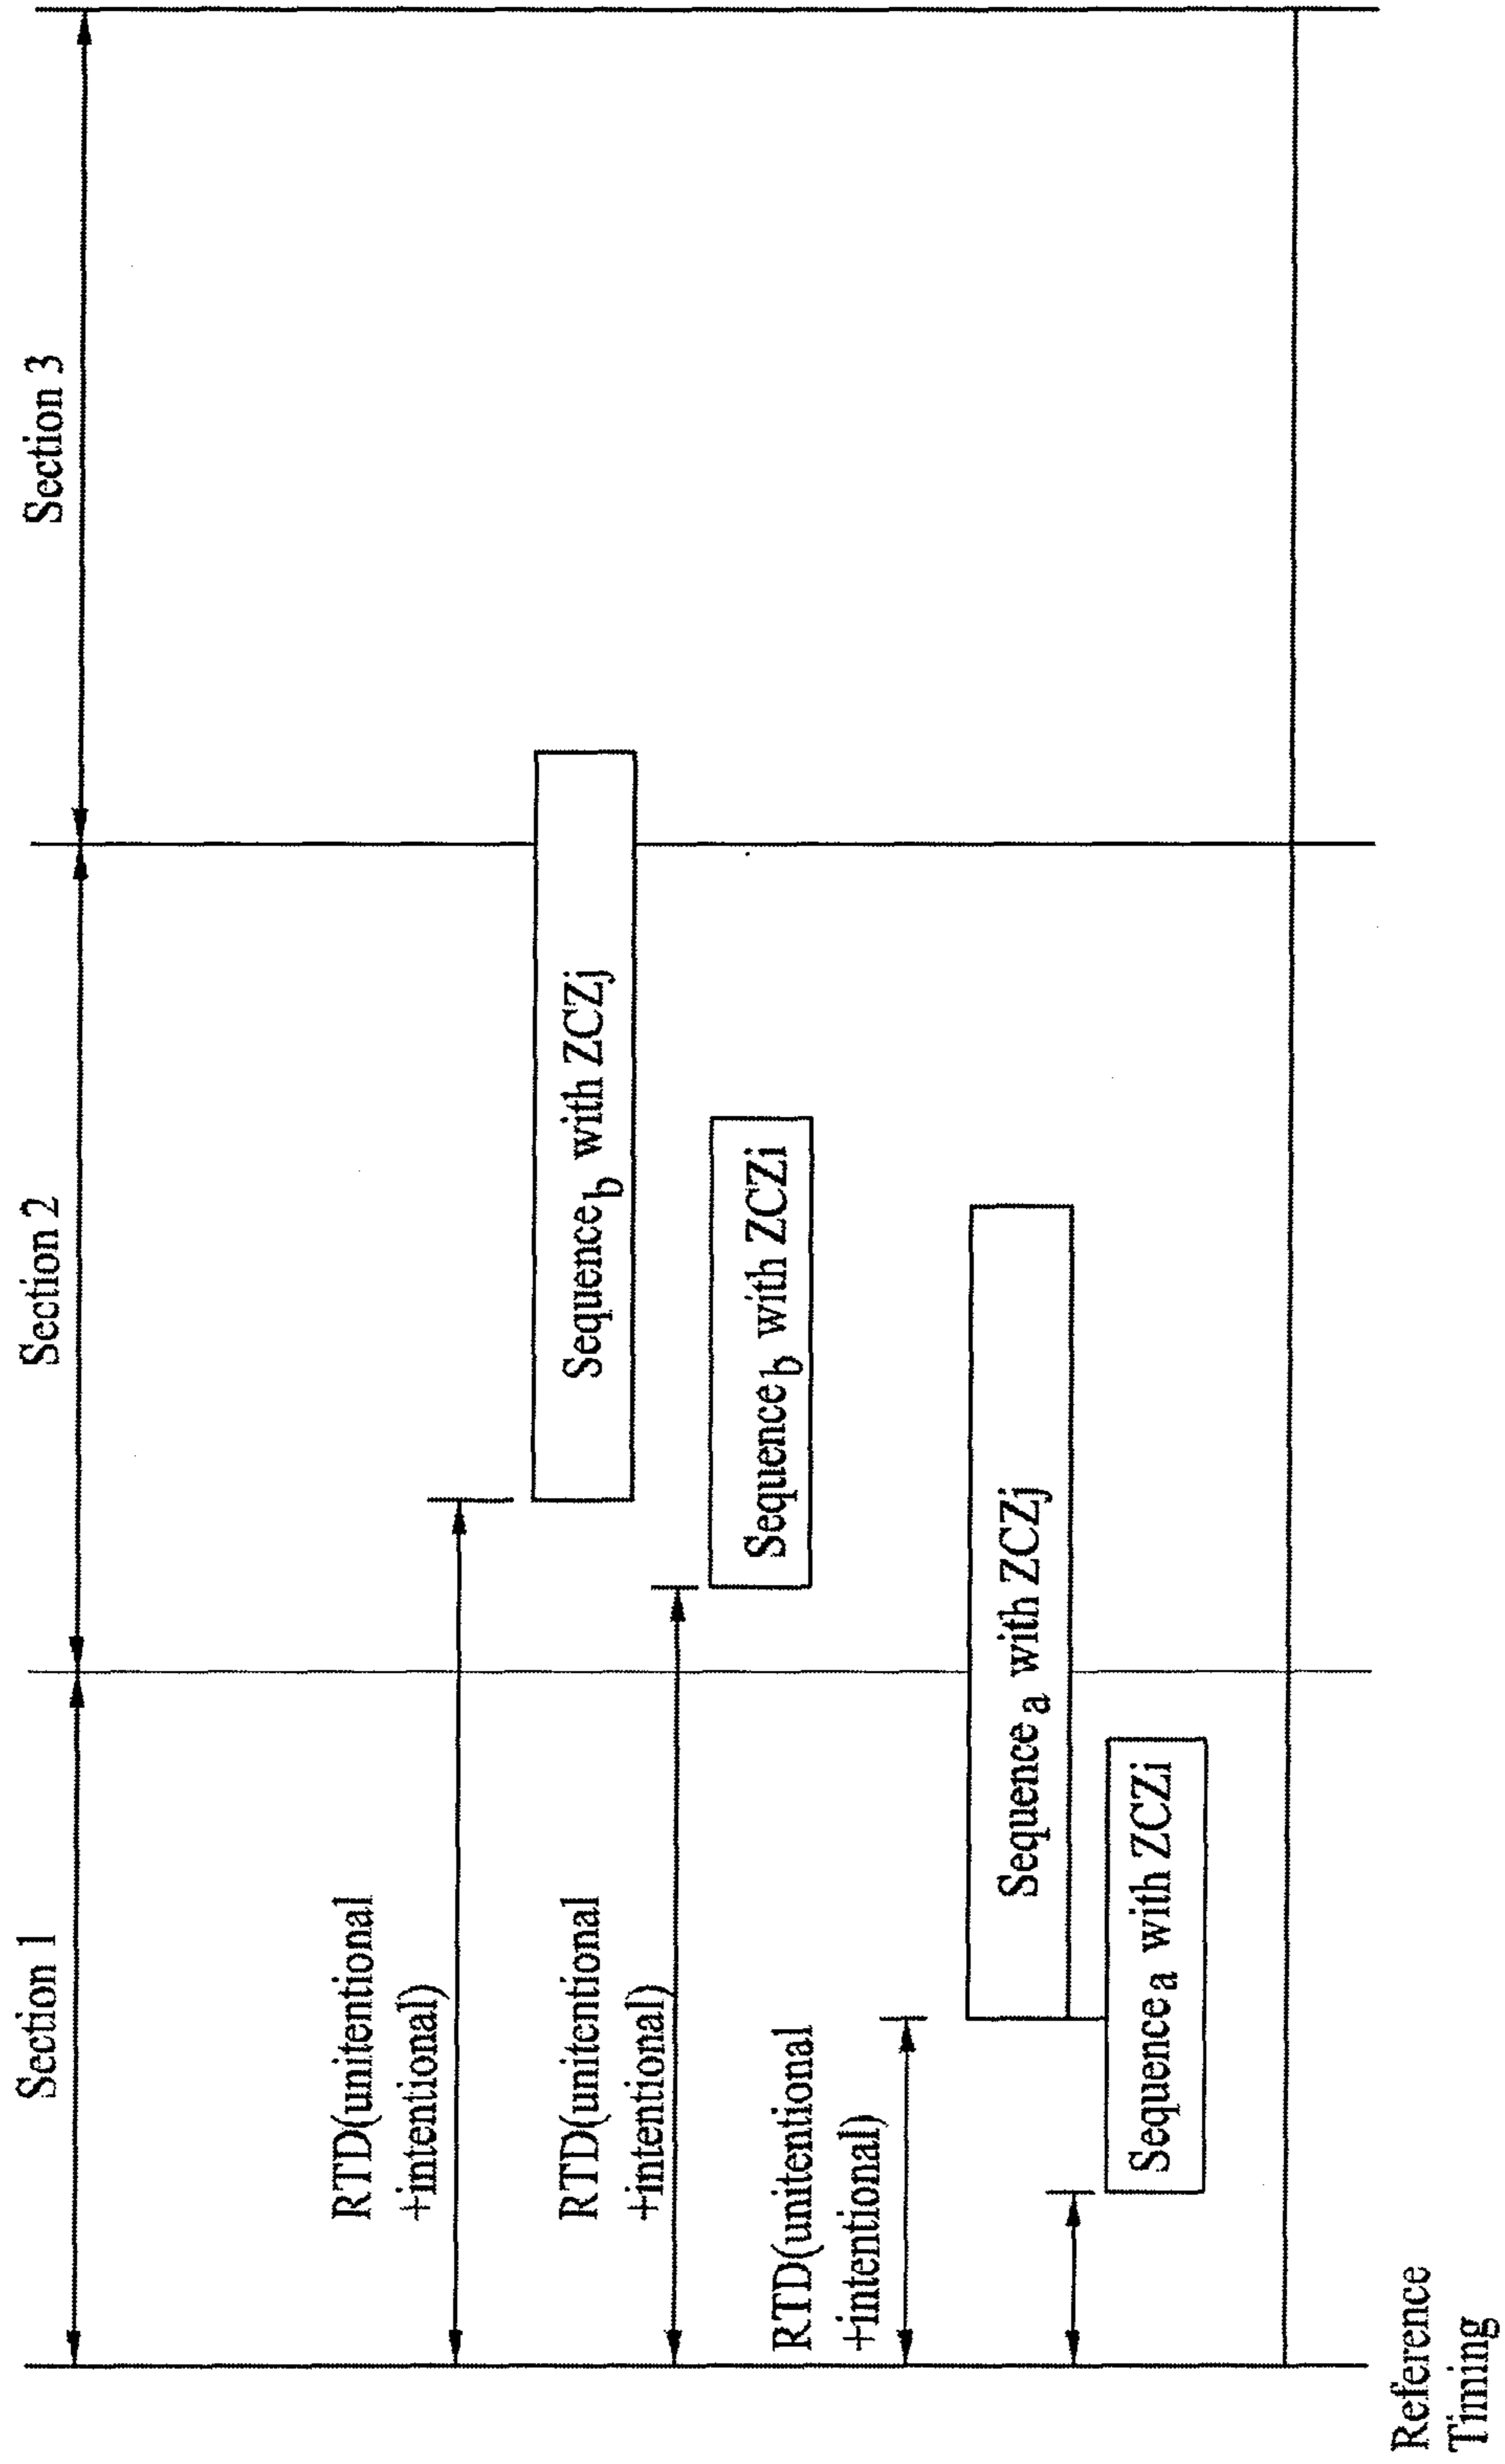 Section 1
Section 2
Section 3
RTD(unitentional
+intentional)
Sequence b with ZCZj
RTD(unitentional
+intentional)
Sequence b with ZCZi
RTD(unitentional
+intentional)
Sequence a with ZCZj
Sequence a with ZCZi
Reference
Timing